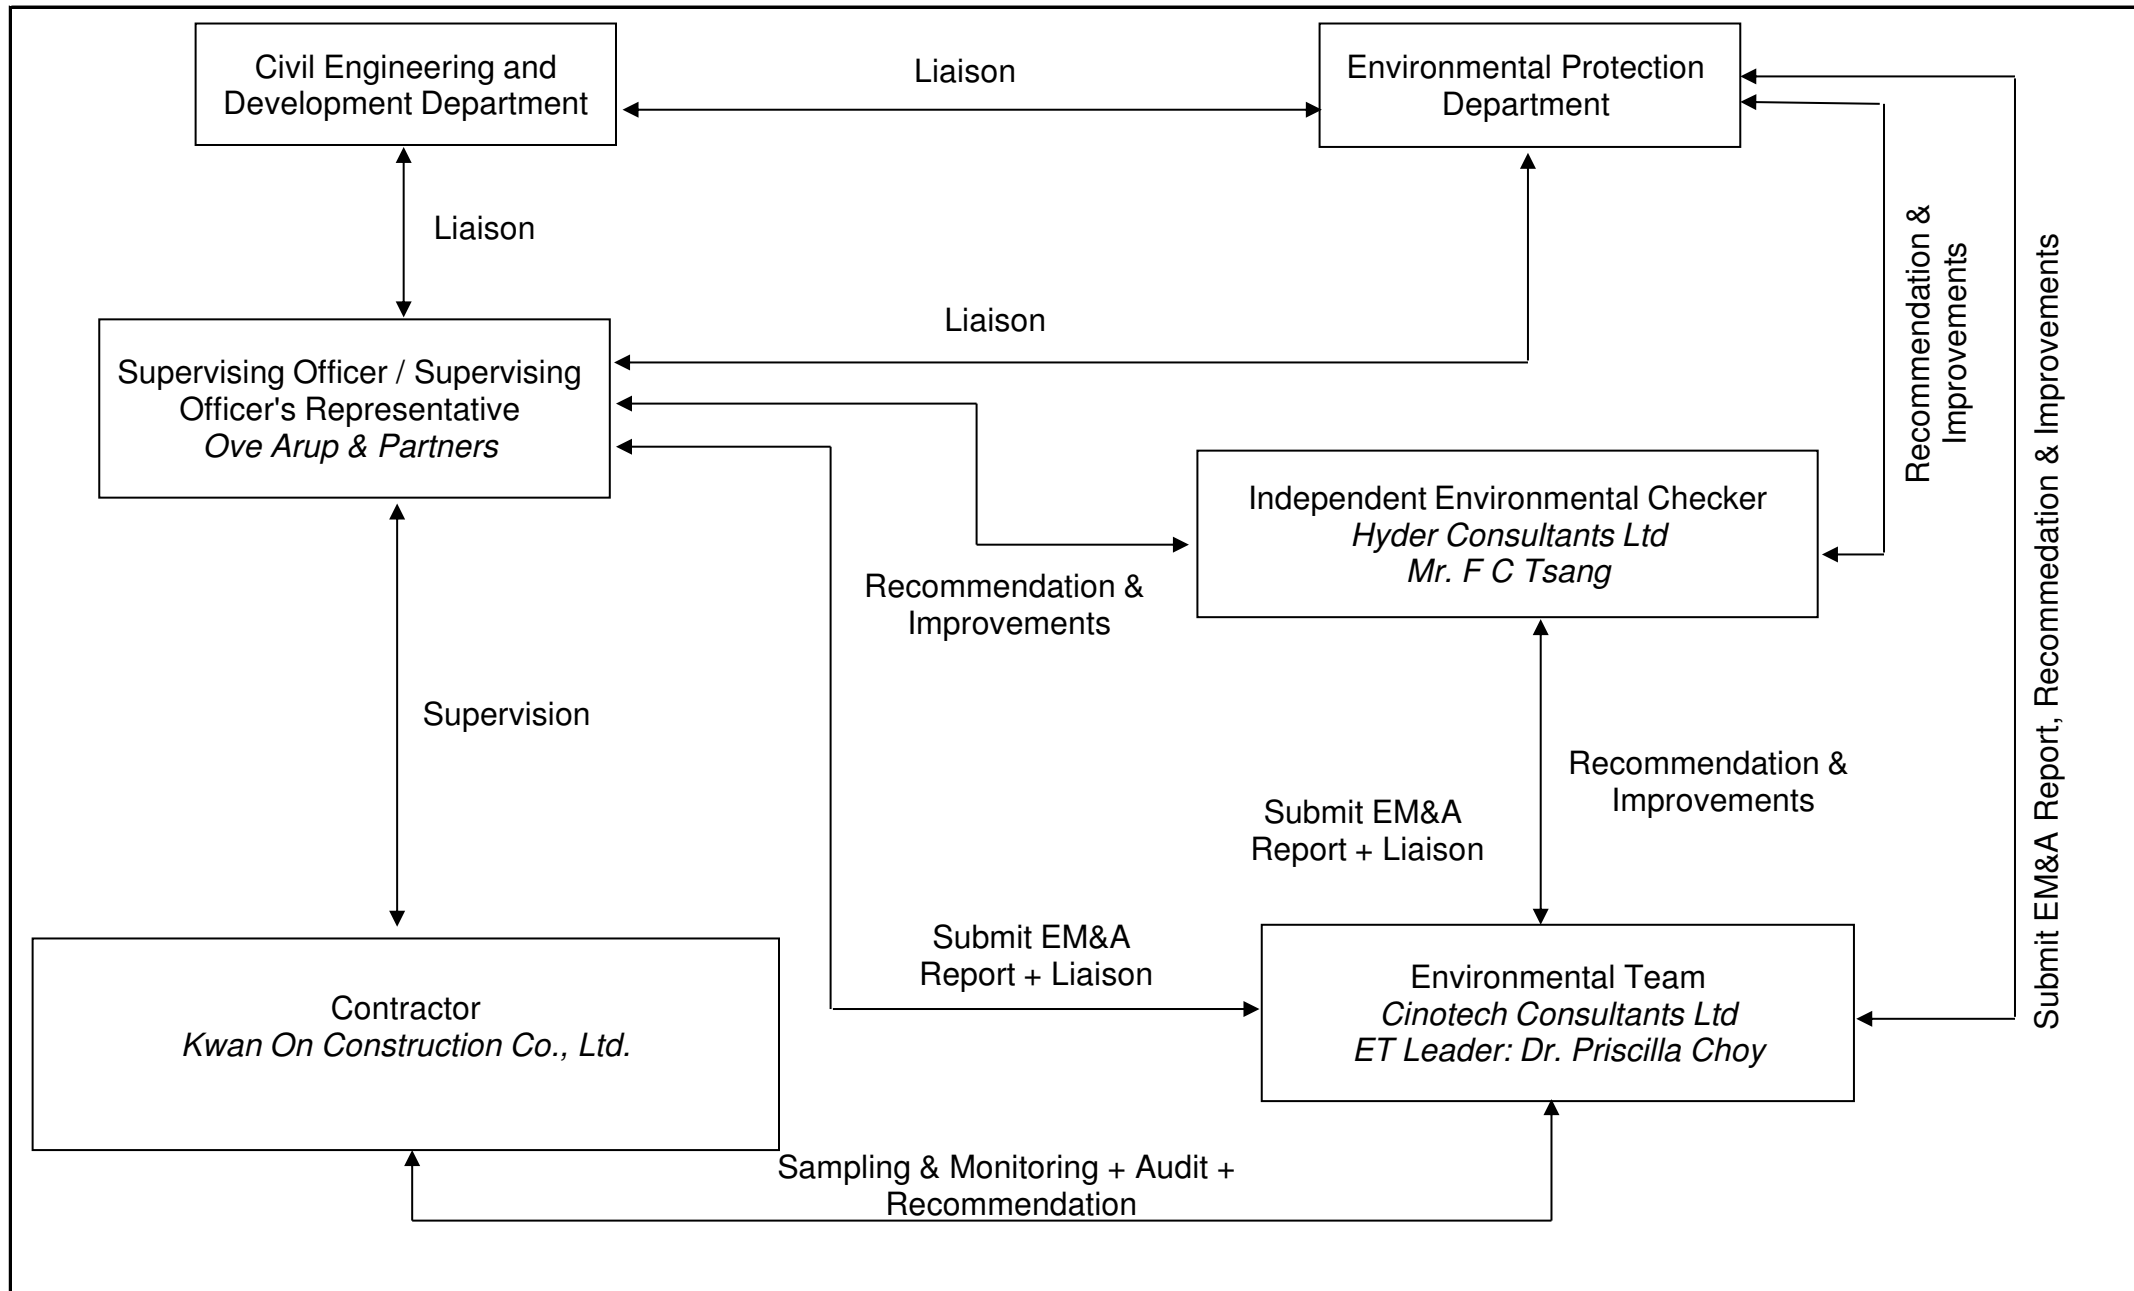 Civil Engineering and
Development Department
Liaison
Environmental Protection
Department
Liaison
Recommendation &
Improvements
Submit EM&A Report, Recommedation & Improvements
Liaison
Supervising Officer / Supervising
Officer's Representative
Ove Arup & Partners
Independent Environmental Checker
Hyder Consultants Ltd
Mr. F C Tsang
Recommendation &
Improvements
Supervision
Recommendation &
Improvements
Submit EM&A
Report + Liaison
Submit EM&A
Report + Liaison
Contractor
Kwan On Construction Co., Ltd.
Environmental Team
Cinotech Consultants Ltd
ET Leader: Dr. Priscilla Choy
Sampling & Monitoring + Audit +
Recommendation